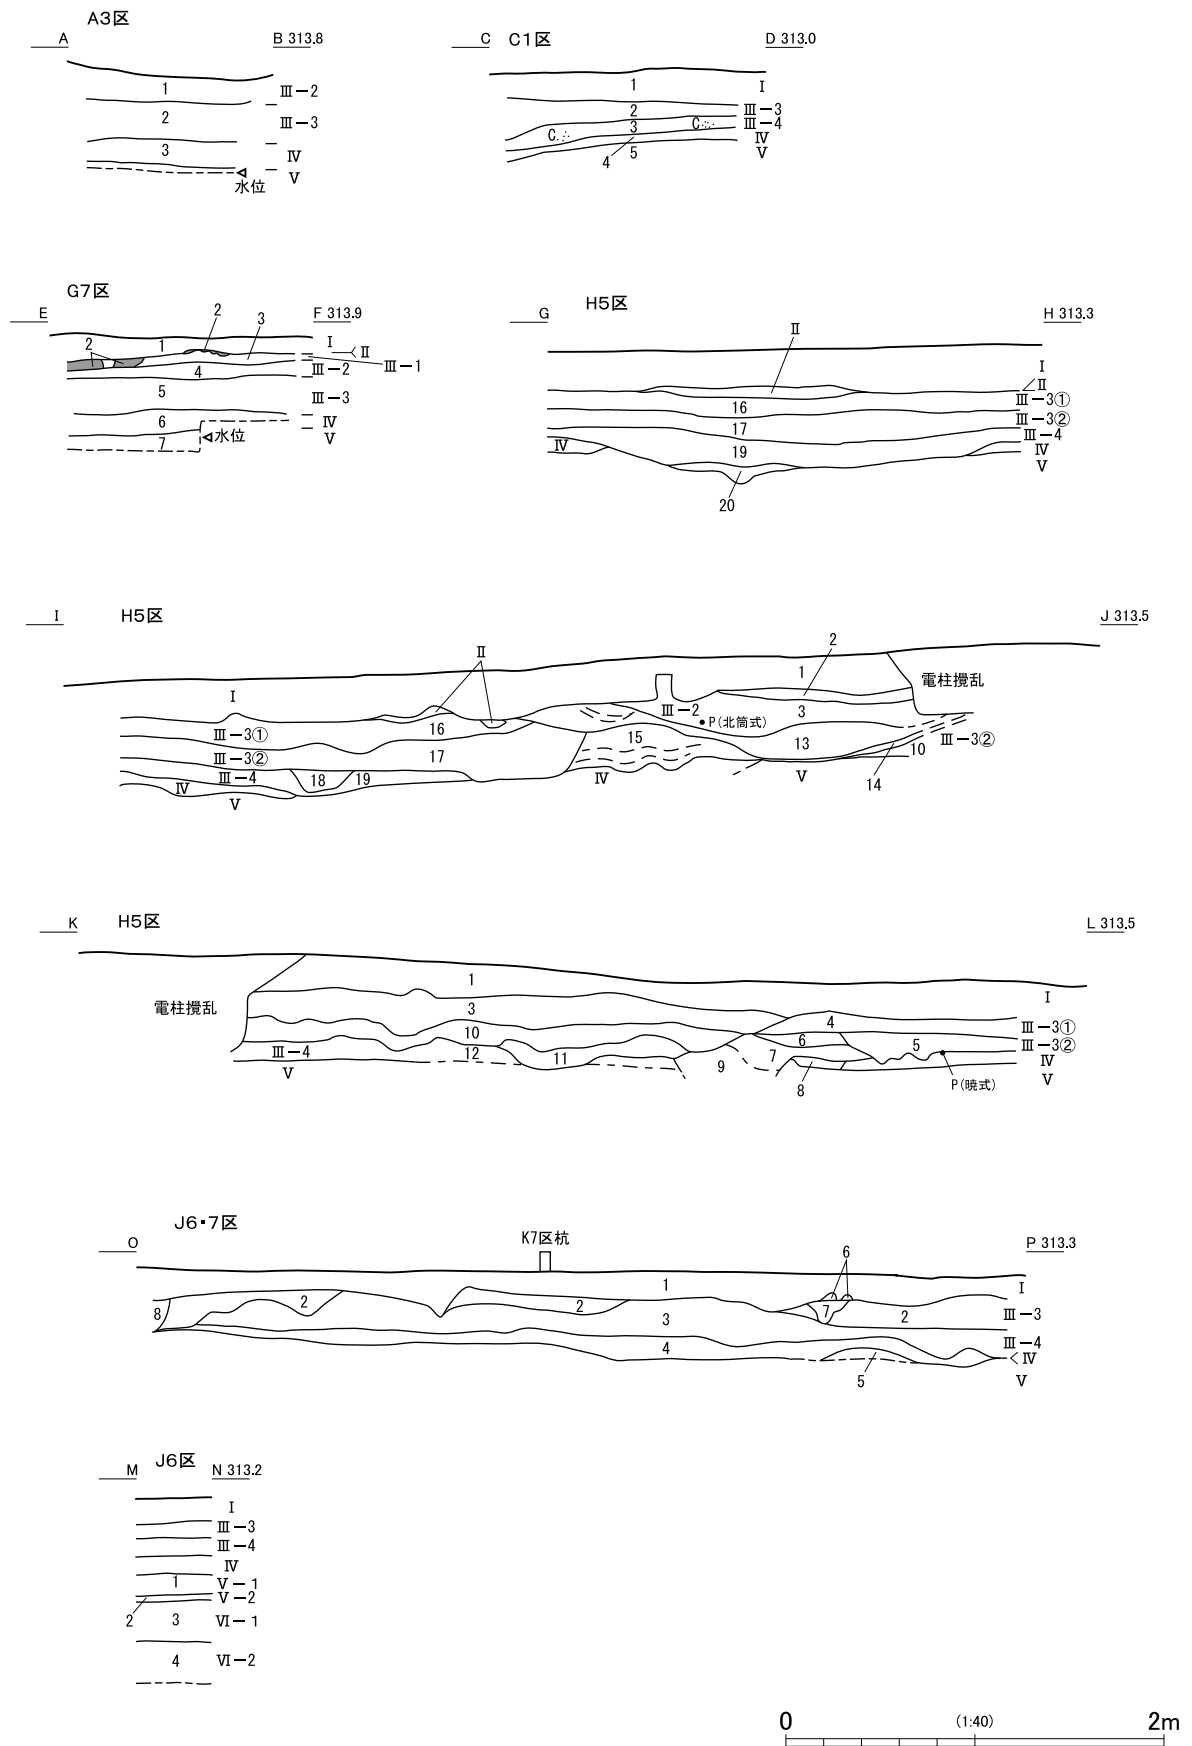 A3区
A B 313.8
1 Ⅲ－2
2 Ⅲ－3
3 Ⅳ
水位 Ⅴ
C1区
C D 313.0
1 Ⅰ
2 Ⅲ－3
C 3 C Ⅲ－4
Ⅳ
4 5 Ⅴ
G7区
E F 313.9
2 3
2 1 Ⅰ Ⅱ
4 Ⅲ－2 Ⅲ－1
5 Ⅲ－3
6 Ⅳ
7 水位 Ⅴ
H5区
G H 313.3
Ⅱ
Ⅰ
Ⅱ
16 Ⅲ－3①
17 Ⅲ－3②
Ⅲ－4
Ⅳ 19 Ⅳ
Ⅴ
20
H5区
I J 313.5
2
Ⅱ 1 電柱攪乱
Ⅰ Ⅲ－2 3
Ⅲ－3① 16 P(北筒式)
15 13 10 Ⅲ－3②
Ⅲ－3② 17
Ⅲ－4 18 19 Ⅳ Ⅴ 14
Ⅳ Ⅴ
H5区
K L 313.5
1
電柱攪乱 3 Ⅰ
4 Ⅲ－3①
10 6 5 Ⅲ－3②
Ⅲ－4 12 11 9 7 Ⅳ
Ⅴ 8 P(暁式) Ⅴ
J6・7区
O K7区杭 P 313.3
6
1 Ⅰ
8 2 2 7 2 Ⅲ－3
3
4 Ⅲ－4
Ⅳ
5 Ⅴ
J6区
M N 313.2
Ⅰ
Ⅲ－3
Ⅲ－4
Ⅳ
1 Ⅴ－1
Ⅴ－2
2 3 Ⅵ－1
4 Ⅵ－2
0 (1:40) 2m